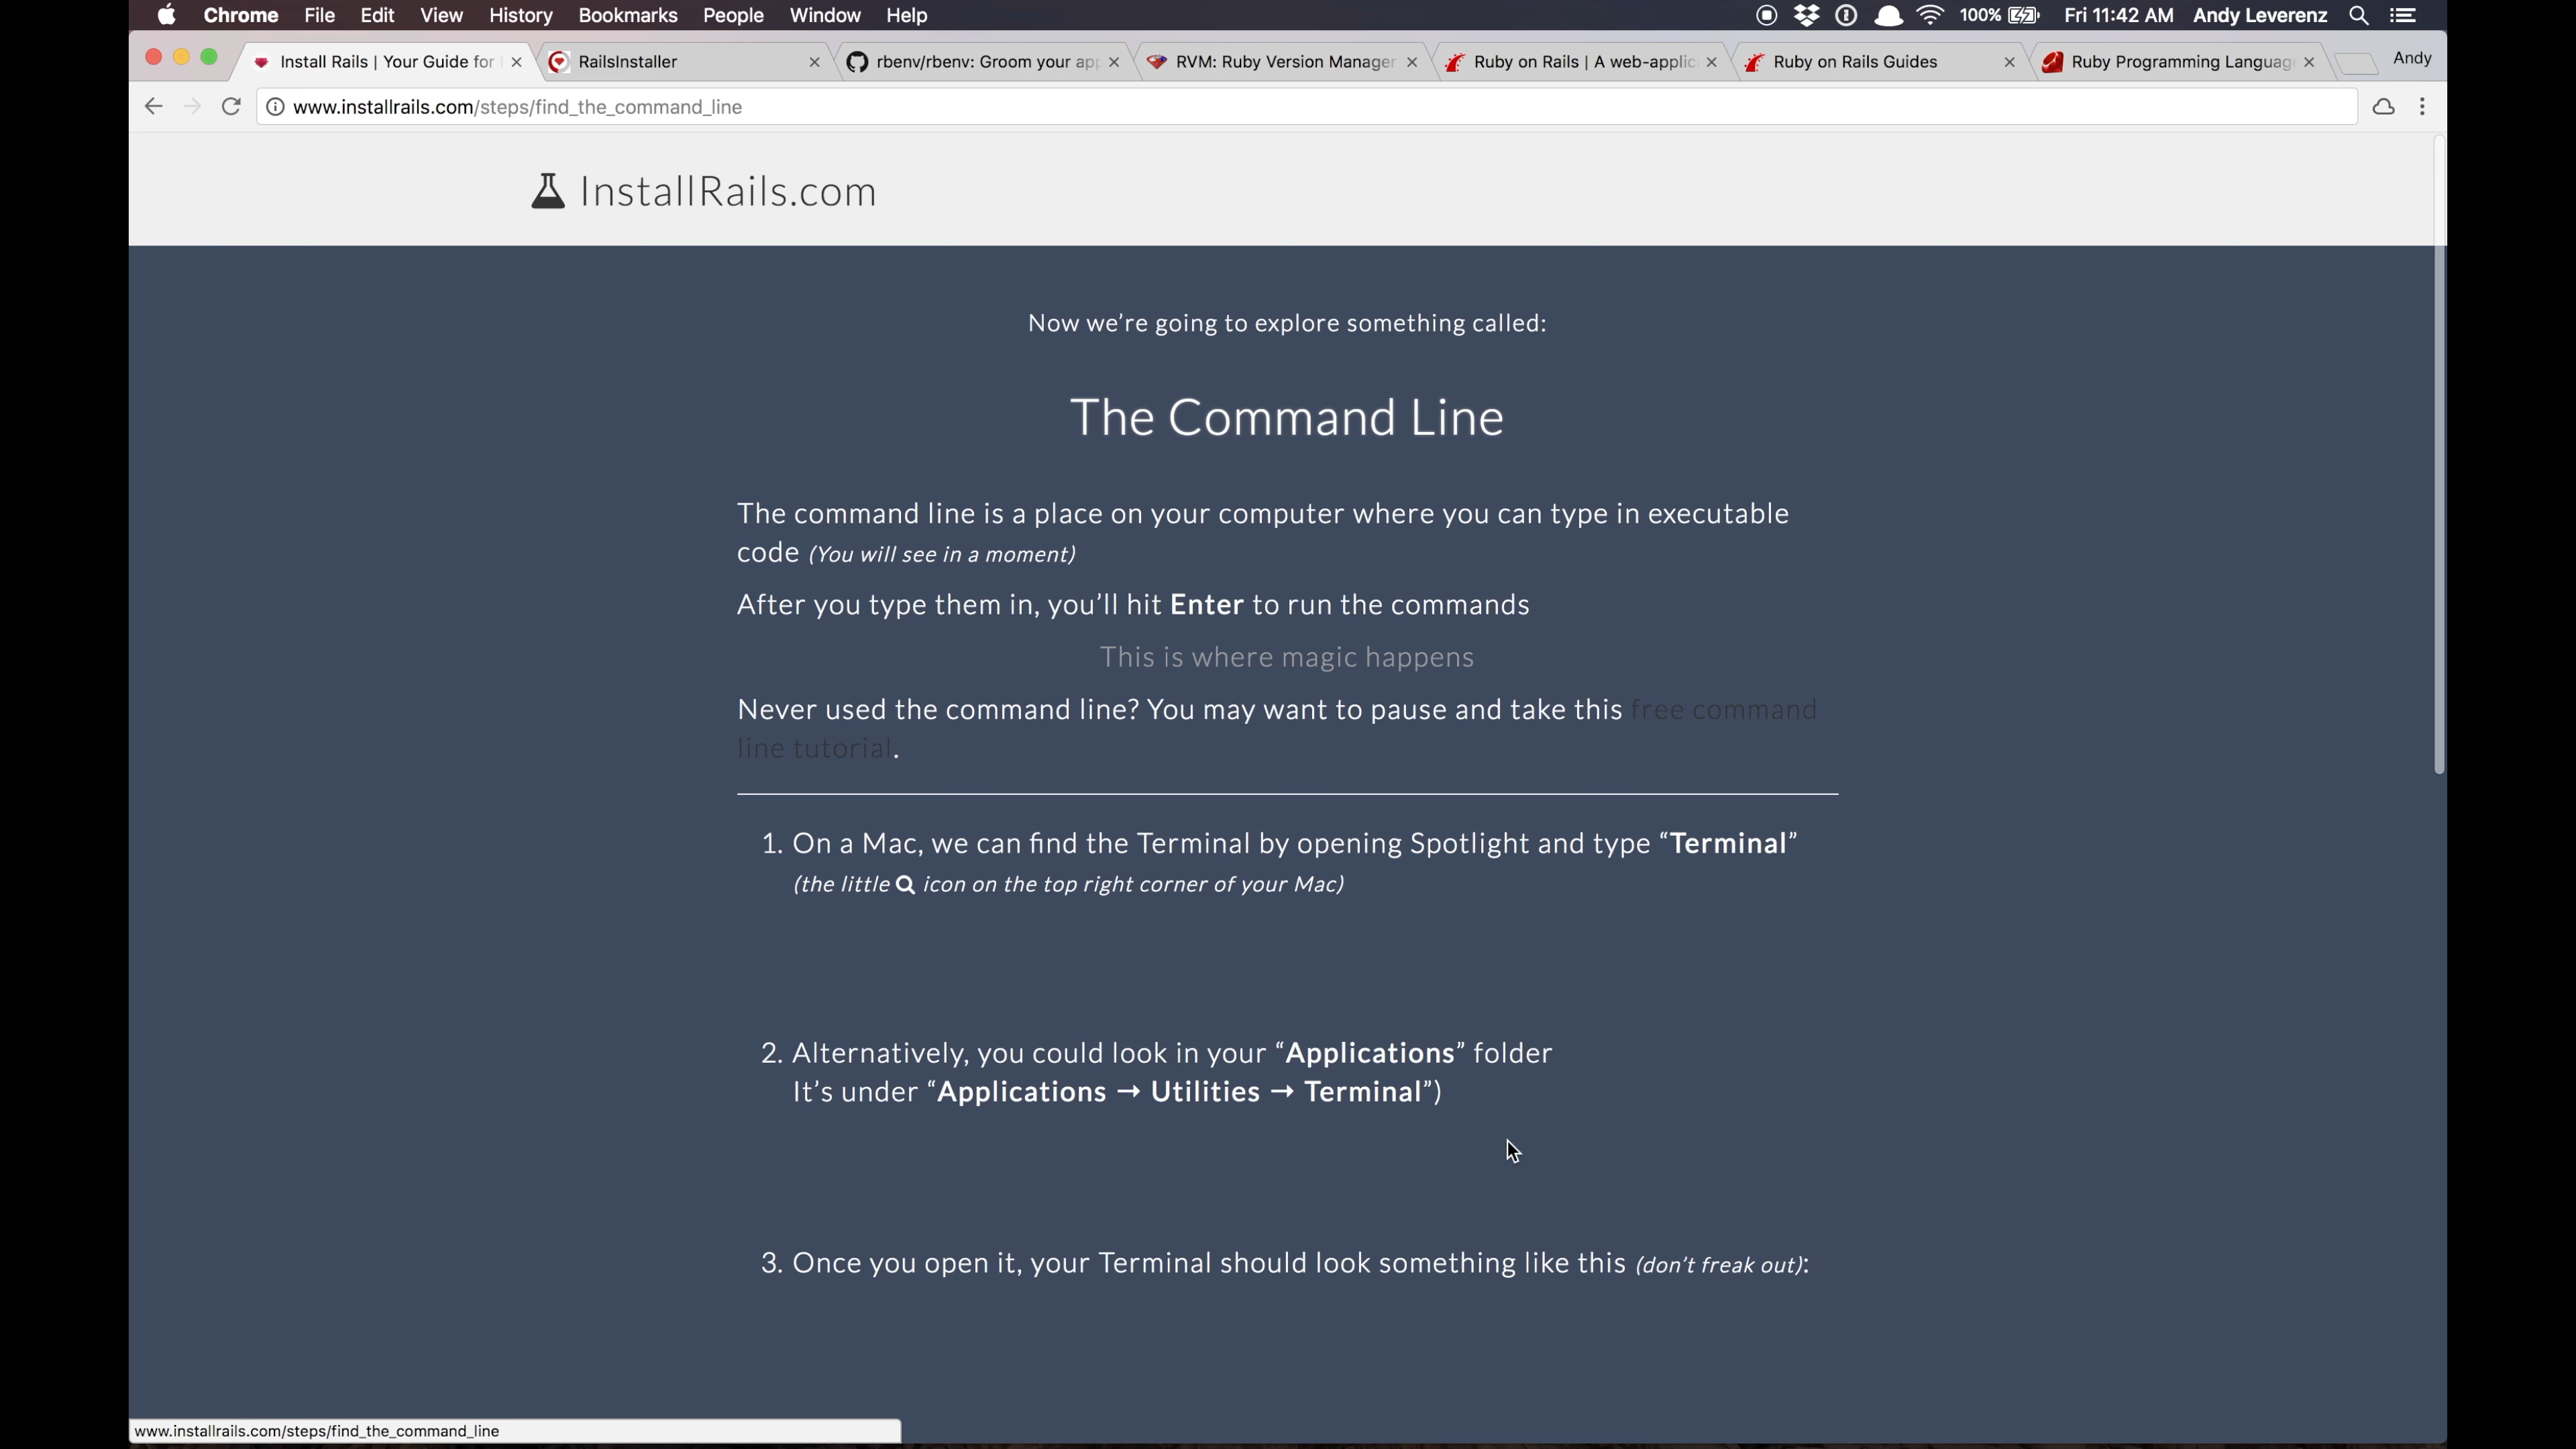 Chrome File Edit View History Bookmarks People Window Help 100% Fri 11:42 AM Andy Leverenz
Install Rails | Your Guide for RailsInstaller rbenv/rbenv: Groom your app RVM: Ruby Version Manager Ruby on Rails | A web-applic Ruby on Rails Guides Ruby Programming Language Andy
www.installrails.com/steps/find_the_command_line
InstallRails.com
Now we’re going to explore something called:
The Command Line
The command line is a place on your computer where you can type in executable
code (You will see in a moment)
After you type them in, you’ll hit Enter to run the commands
This is where magic happens
Never used the command line? You may want to pause and take this free command
line tutorial.
1. On a Mac, we can find the Terminal by opening Spotlight and type “Terminal”
(the little icon on the top right corner of your Mac)
2. Alternatively, you could look in your “Applications” folder
It’s under “Applications → Utilities → Terminal”)
3. Once you open it, your Terminal should look something like this (don’t freak out):
www.installrails.com/steps/find_the_command_line